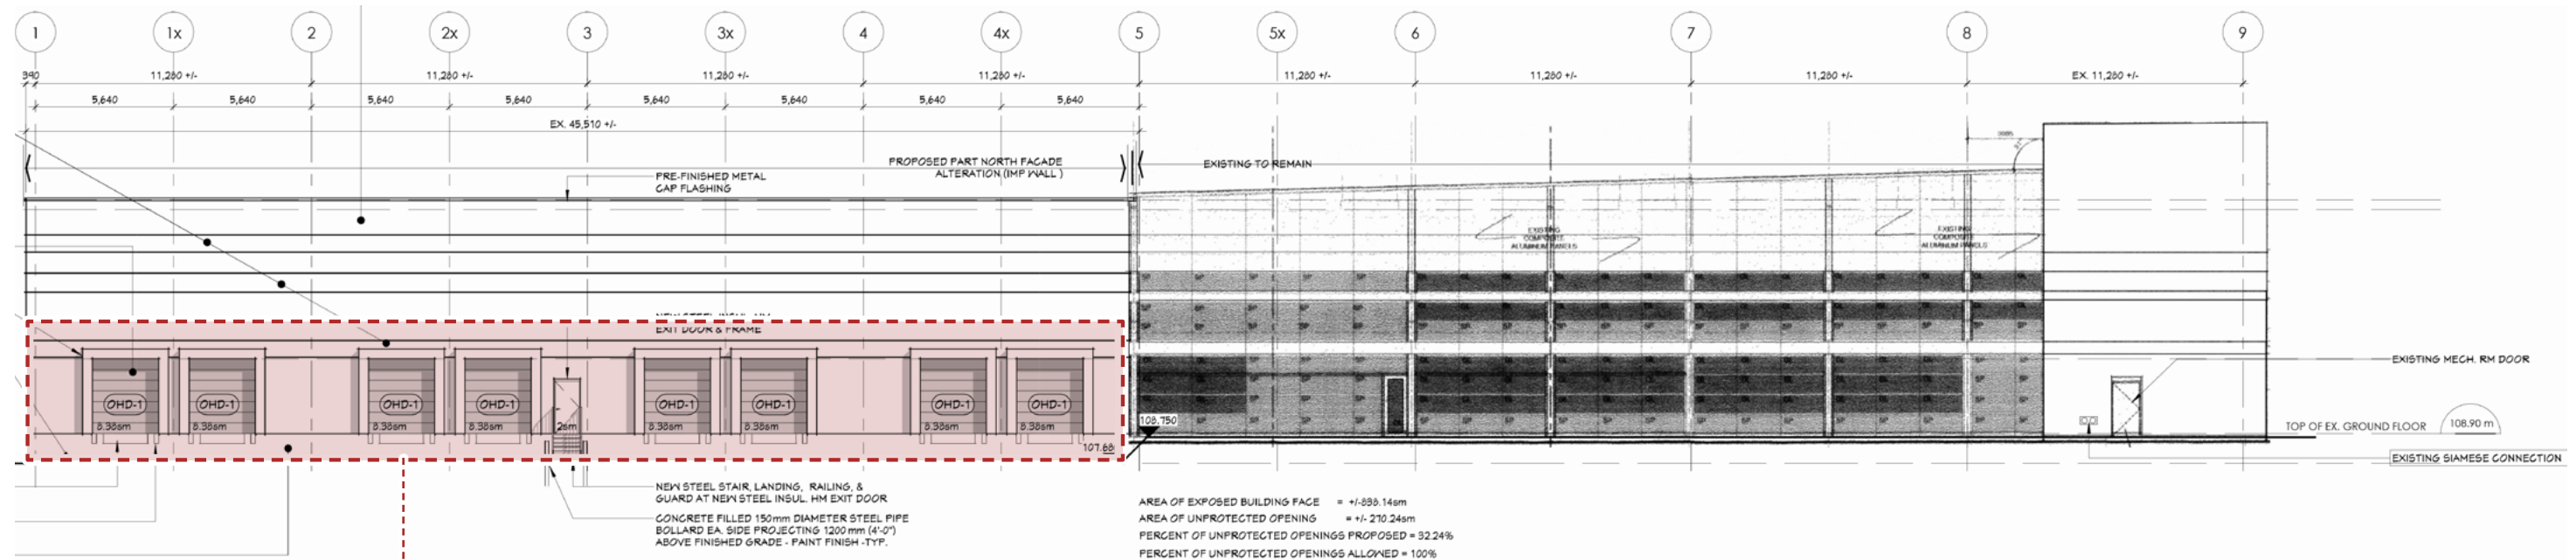 1 1x 2 2x 3 3x 4 4x 5 5x 6 7 8 9
390 11,280 +/- 11,280 +/- 11,280 +/- 11,280 +/- 11,280 +/- 11,280 +/- 11,280 +/- EX. 11,280 +/-
5,640 5,640 5,640 5,640 5,640 5,640 5,640 5,640
EX. 45,510 +/-
PROPOSED PART NORTH FACADE
ALTERATION (IMP WALL )
EXISTING TO REMAIN
PRE-FINISHED METAL
CAP FLASHING
EXISTING
COMPOSITE
ALUMINUM PANELS
EXISTING
COMPOSITE
ALUMINUM PANELS
EXIT DOOR & FRAME
EXISTING MECH. RM DOOR
OHD-1 OHD-1 OHD-1 OHD-1 OHD-1 OHD-1 OHD-1 OHD-1
8.38sm 8.38sm 8.38sm 8.38sm 2sm 8.38sm 8.38sm 8.38sm 8.38sm
108.750
TOP OF EX. GROUND FLOOR 108.90 m
107.68
EXISTING SIAMESE CONNECTION
NEW STEEL STAIR, LANDING, RAILING, &
GUARD AT NEW STEEL INSUL. HM EXIT DOOR
CONCRETE FILLED 150mm DIAMETER STEEL PIPE
BOLLARD EA. SIDE PROJECTING 1200 mm (4'-0")
ABOVE FINISHED GRADE - PAINT FINISH -TYP.
AREA OF EXPOSED BUILDING FACE = +/-838.14sm
AREA OF UNPROTECTED OPENING = +/- 270.24sm
PERCENT OF UNPROTECTED OPENINGS PROPOSED = 32.24%
PERCENT OF UNPROTECTED OPENINGS ALLOWED = 100%